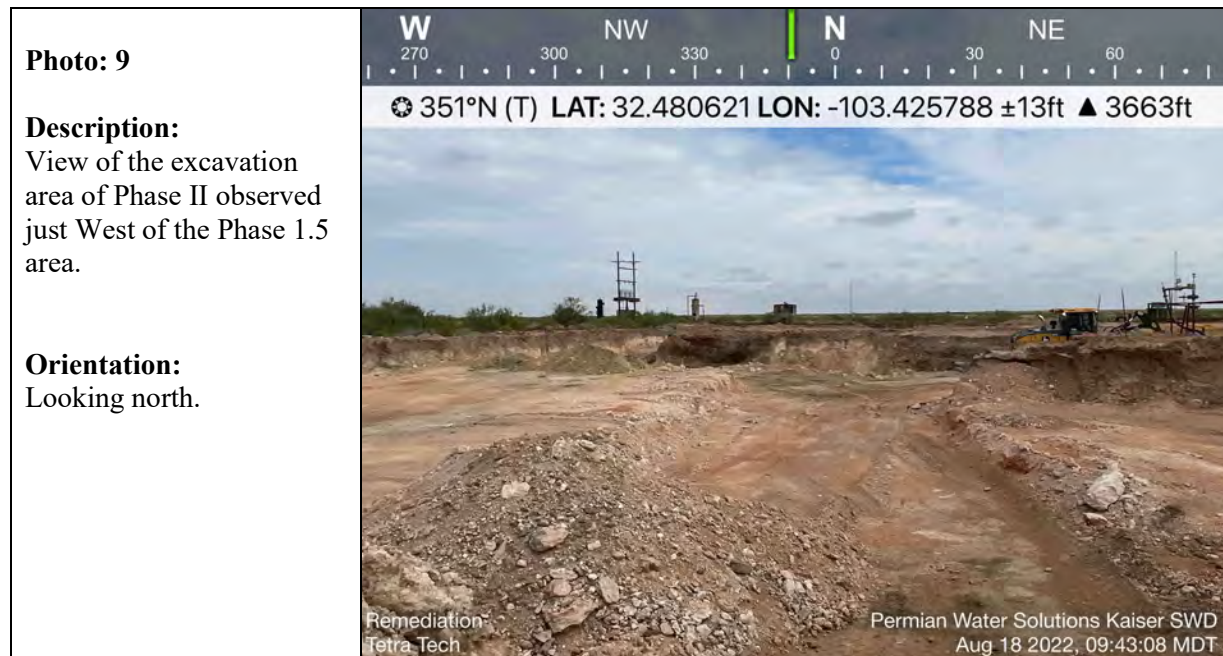 Photo: 9
Description:
View of the excavation
area of Phase II observed
just West of the Phase 1.5
area.
Orientation:
Looking north.
W NW N NE
270 300 330 0 30 60
351°N (T) LAT: 32.480621 LON: -103.425788 ±13ft ▲ 3663ft
Remediation
Tetra Tech
Permian Water Solutions Kaiser SWD
Aug 18 2022, 09:43:08 MDT